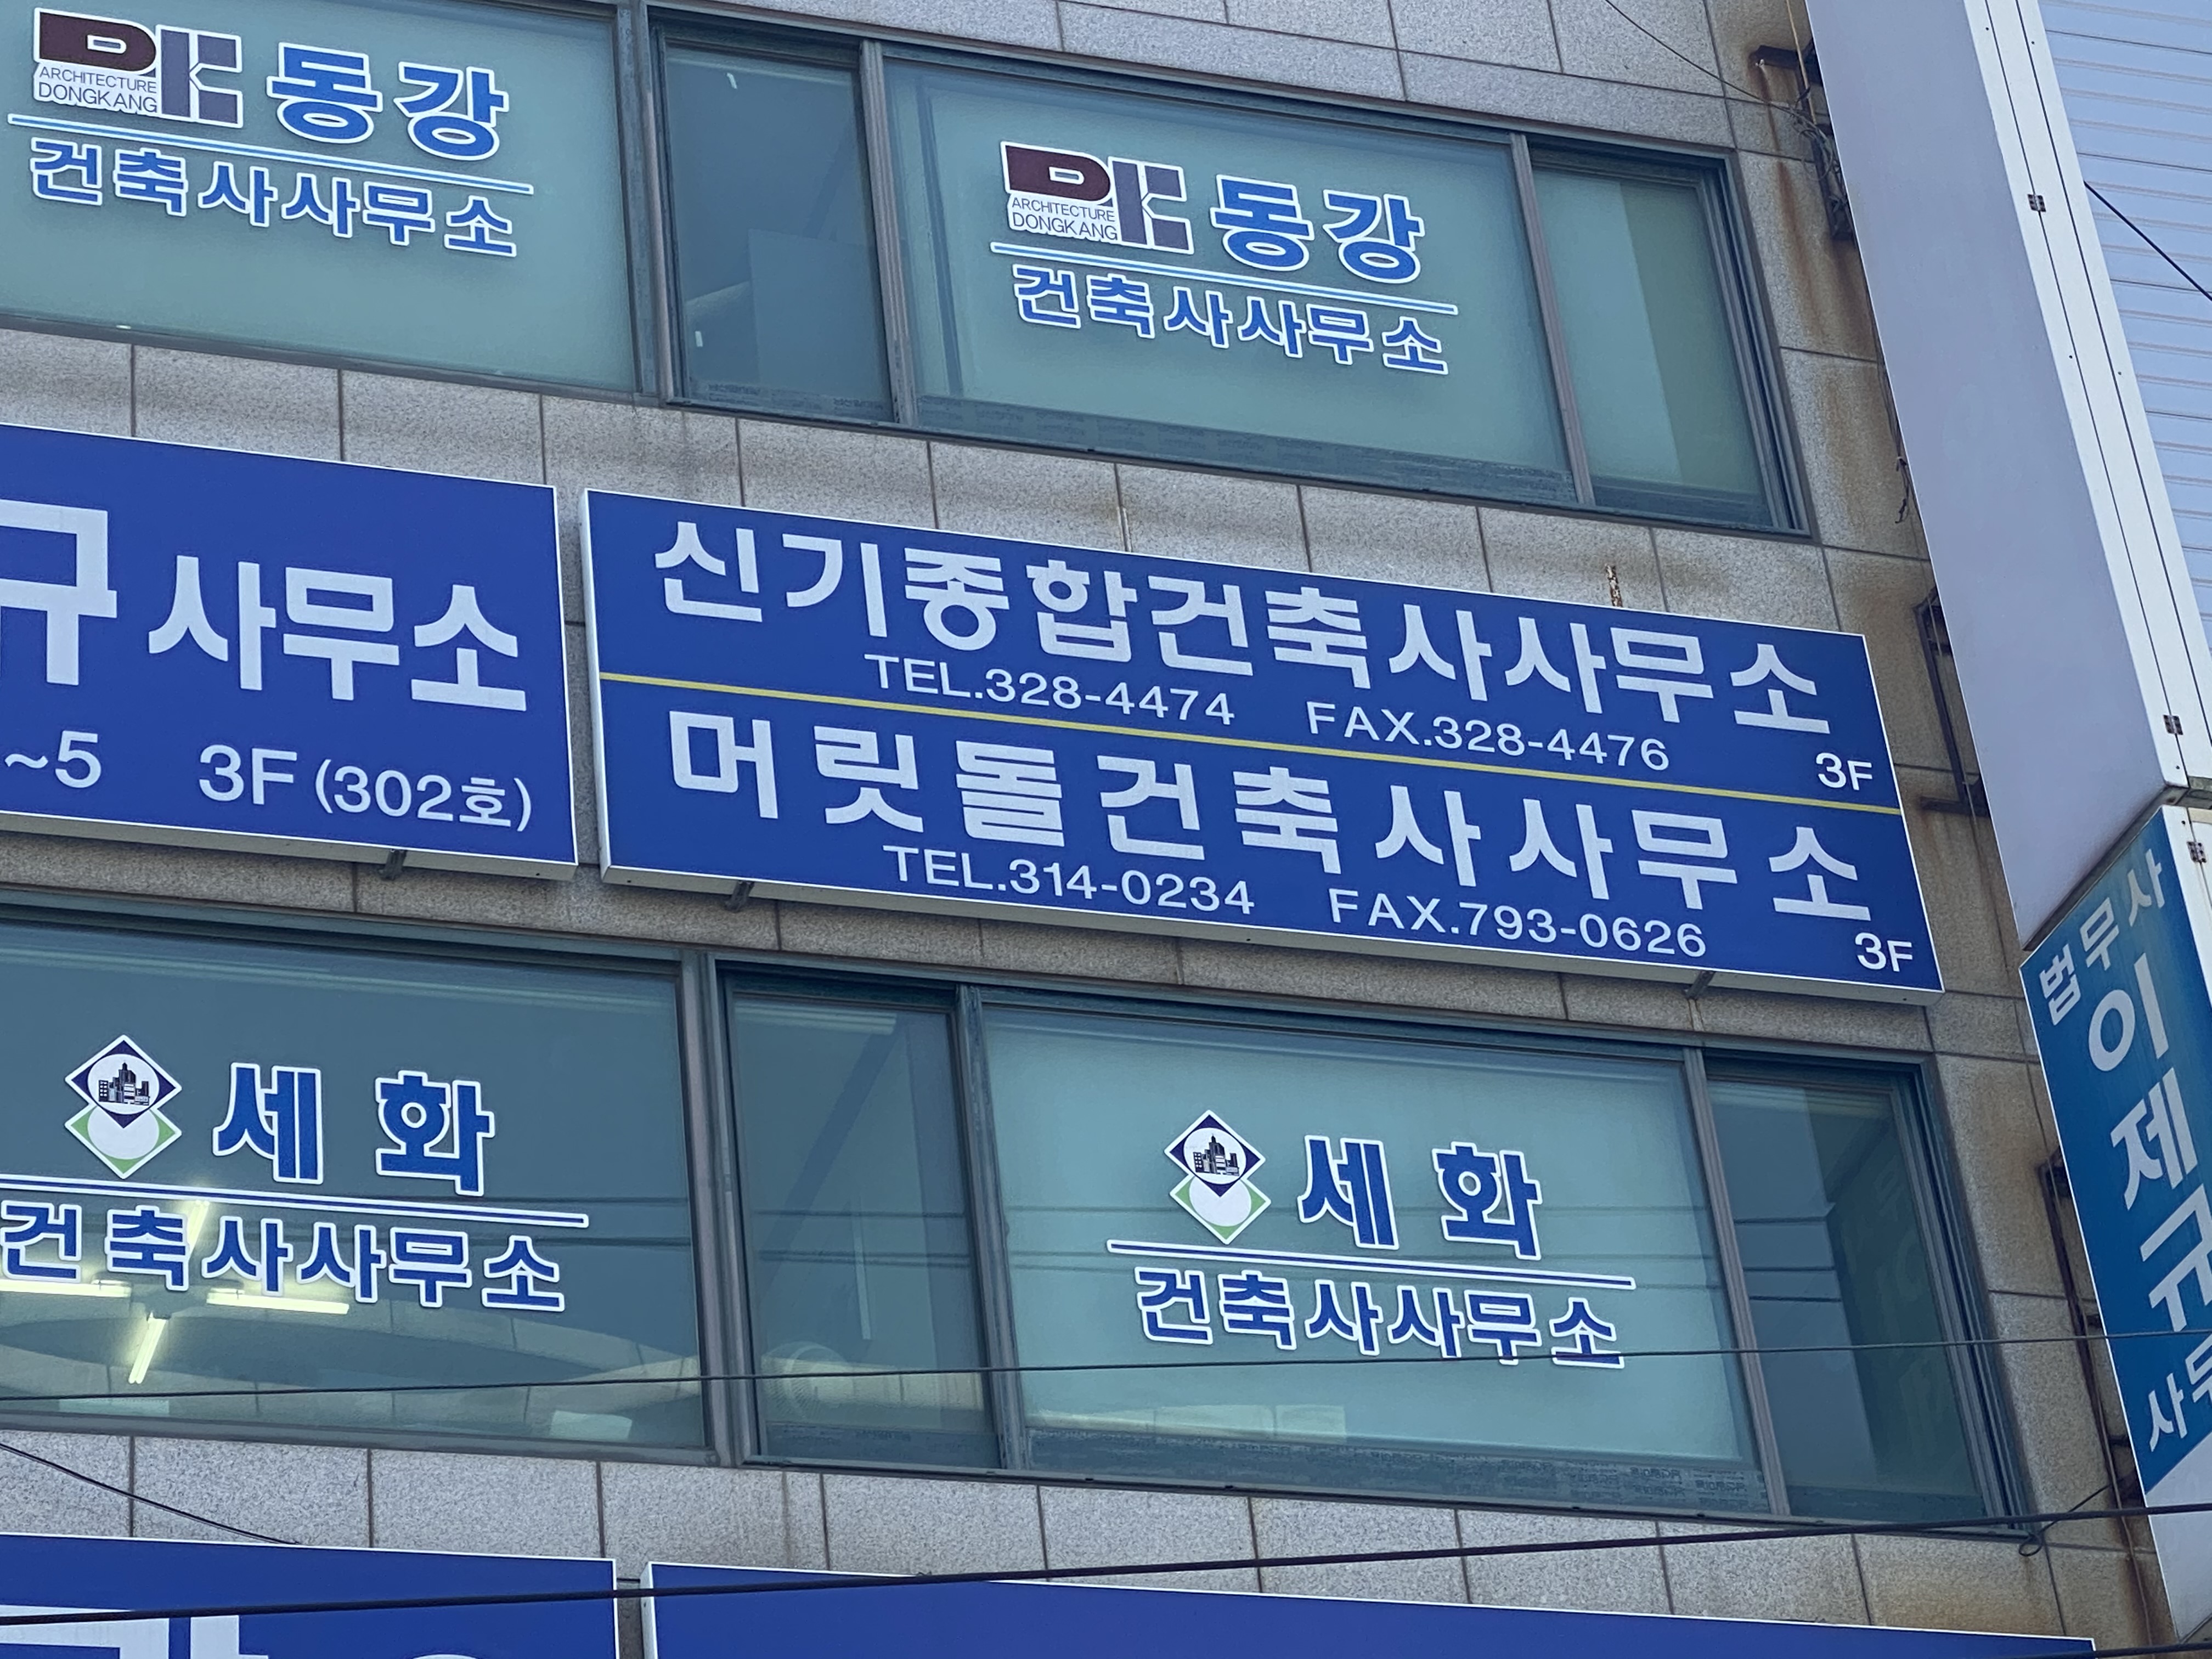 DK
ARCHITECTURE
DONGKANG
동강
건축사사무소
DK
ARCHITECTURE
DONGKANG
동강
건축사사무소
규 사무소
~5 3F (302호)
신기종합건축사사무소
TEL.328-4474 FAX.328-4476 3F
머릿돌건축사사무소
TEL.314-0234 FAX.793-0626 3F
법무사
이제규
세화
건축사사무소
세화
건축사사무소